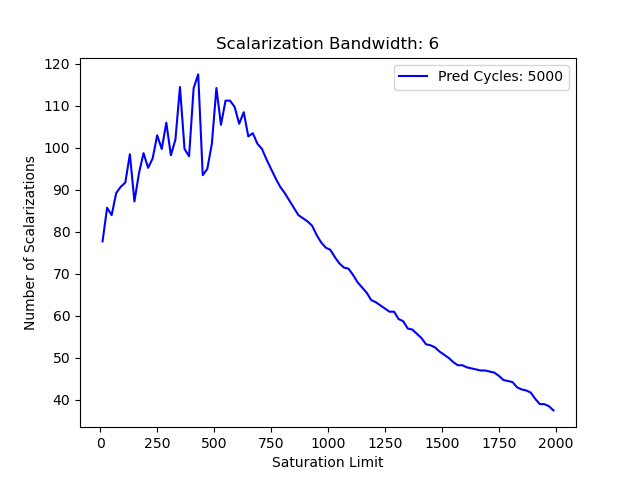 Scalarization Bandwidth: 6
Pred Cycles: 5000
Number of Scalarizations
120
110
100
90
80
70
60
50
40
0 250 500 750 1000 1250 1500 1750 2000
Saturation Limit